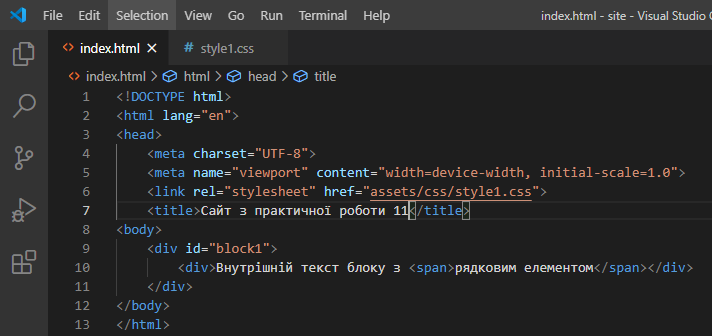 File Edit Selection View Go Run Terminal Help index.html - site - Visual Studio C
index.html × # style1.css
index.html > html > head > title
1 <!DOCTYPE html>
2 <html lang="en">
3 <head>
4 <meta charset="UTF-8">
5 <meta name="viewport" content="width=device-width, initial-scale=1.0">
6 <link rel="stylesheet" href="assets/css/style1.css">
7 <title>Сайт з практичної роботи 11</title>
8 <body>
9 <div id="block1">
10 <div>Внутрішній текст блоку з <span>рядковим елементом</span></div>
11 </div>
12 </body>
13 </html>